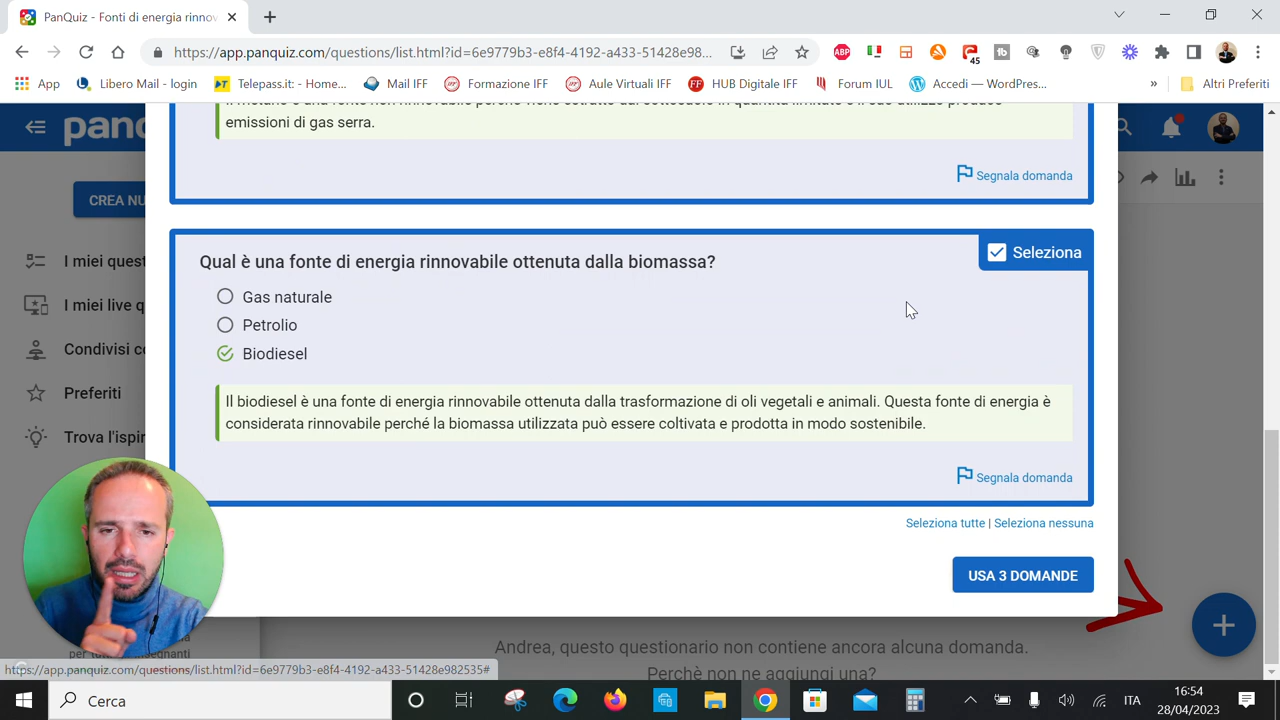 PanQuiz - Fonti di energia rinnov
https://app.panquiz.com/questions/list.html?id=6e9779b3-e8f4-4192-a433-51428e98...
ABP
45
App
Libero Mail - login
Telepass.it: - Home...
Mail IFF
Formazione IFF
Aule Virtuali IFF
HUB Digitale IFF
Forum IUL
Accedi — WordPress...
»
Altri Preferiti
emissioni di gas serra.
pan
Segnala domanda
CREA NU
I miei quest
I miei live q
Condivisi co
Preferiti
Trova l'ispir
Qual è una fonte di energia rinnovabile ottenuta dalla biomassa?
Seleziona
Gas naturale
Petrolio
Biodiesel
Il biodiesel è una fonte di energia rinnovabile ottenuta dalla trasformazione di oli vegetali e animali. Questa fonte di energia è
considerata rinnovabile perché la biomassa utilizzata può essere coltivata e prodotta in modo sostenibile.
Segnala domanda
Seleziona tutte | Seleziona nessuna
USA 3 DOMANDE
Andrea, questo questionario non contiene ancora alcuna domanda.
Perchè non ne aggiungi una?
https://app.panquiz.com/questions/list.html?id=6e9779b3-e8f4-4192-a433-51428e982535#
Cerca
ITA
16:54
28/04/2023